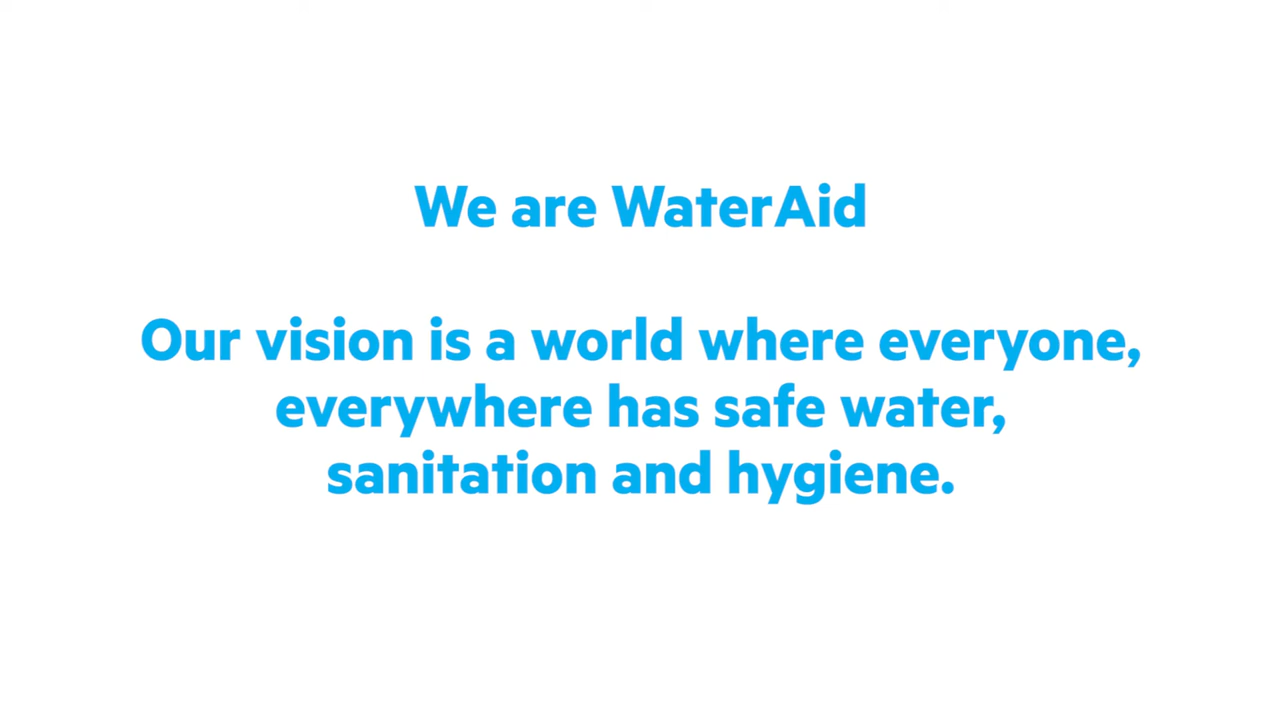 We are WaterAid
Our vision is a world where everyone,
everywhere has safe water,
sanitation and hygiene.